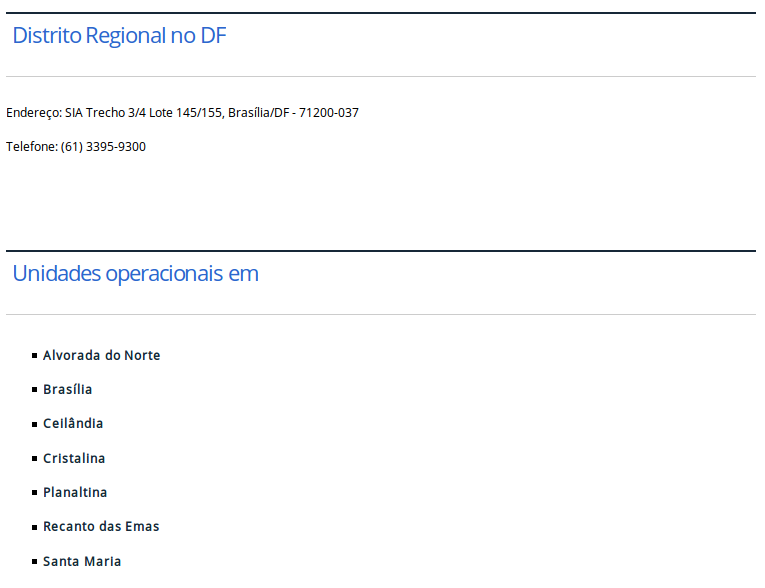 Distrito Regional no DF
Endereço: SIA Trecho 3/4 Lote 145/155, Brasília/DF - 71200-037
Telefone: (61) 3395-9300
Unidades operacionais em
Alvorada do Norte
Brasília
Ceilândia
Cristalina
Planaltina
Recanto das Emas
Santa Maria